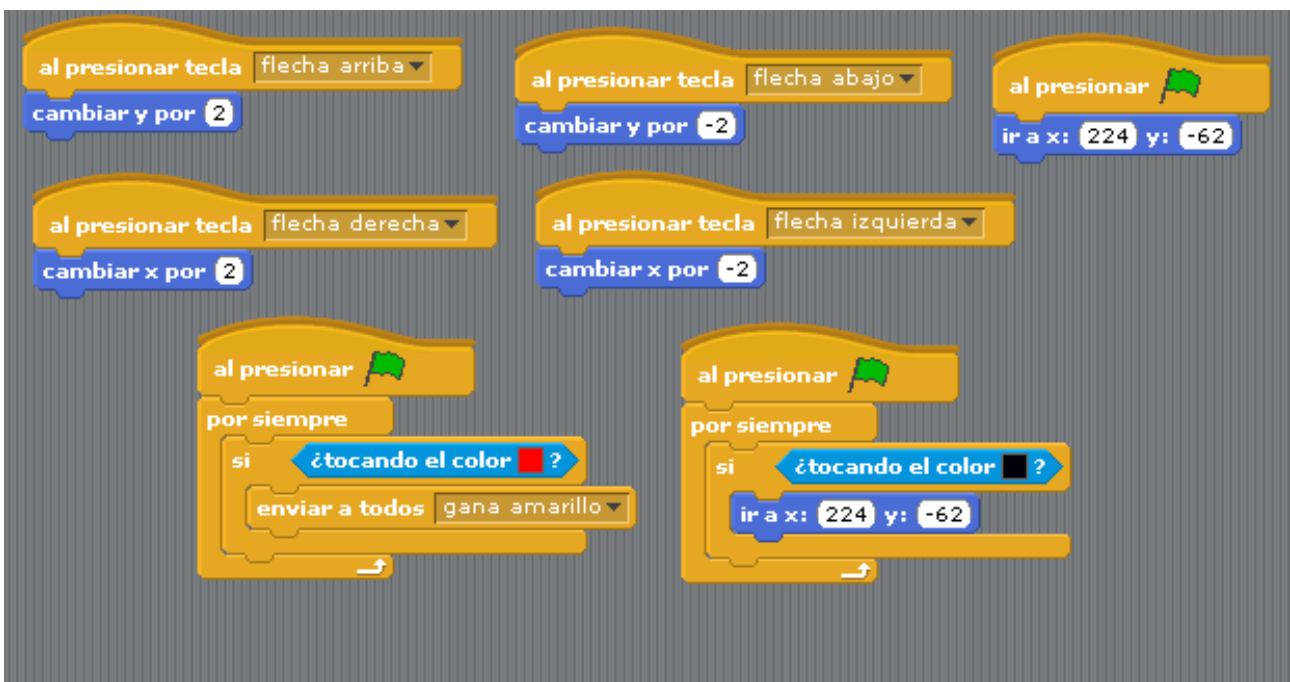 al presionar tecla flecha arriba
cambiar y por 2
al presionar tecla flecha abajo
cambiar y por -2
al presionar
ir a x: 224 y: -62
al presionar tecla flecha derecha
cambiar x por 2
al presionar tecla flecha izquierda
cambiar x por -2
al presionar
por siempre
si ¿tocando el color ?
enviar a todos gana amarillo
al presionar
por siempre
si ¿tocando el color ?
ir a x: 224 y: -62